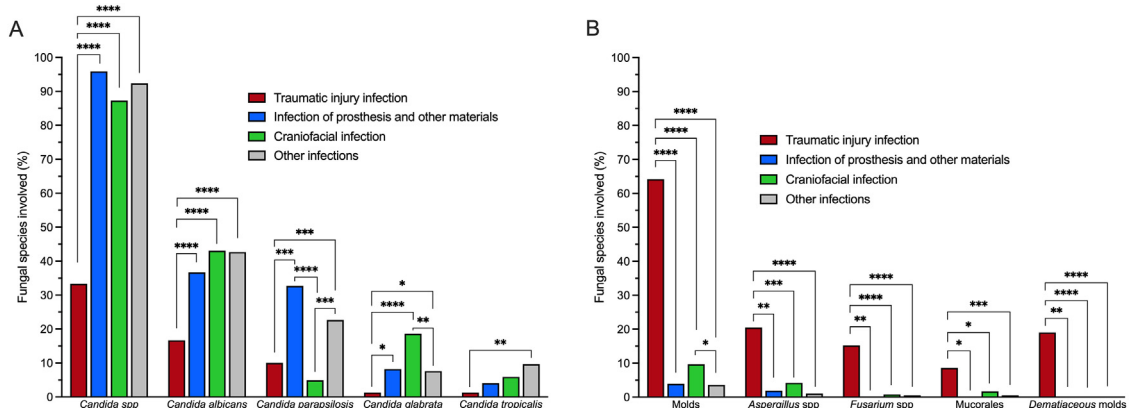 A
Fungal species involved (%)
100
90
80
70
60
50
40
30
20
10
0
****
****
****
****
****
****
***
***
****
***
*
****
*
**
**
Traumatic injury infection
Infection of prosthesis and other materials
Craniofacial infection
Other infections
Candida spp
Candida albicans
Candida parapsilosis
Candida glabrata
Candida tropicalis
B
Fungal species involved (%)
100
90
80
70
60
50
40
30
20
10
0
****
****
****
*
****
***
**
****
****
**
***
*
*
****
****
**
Traumatic injury infection
Infection of prosthesis and other materials
Craniofacial infection
Other infections
Molds
Aspergillus spp
Fusarium spp
Mucorales
Dematiaceous molds